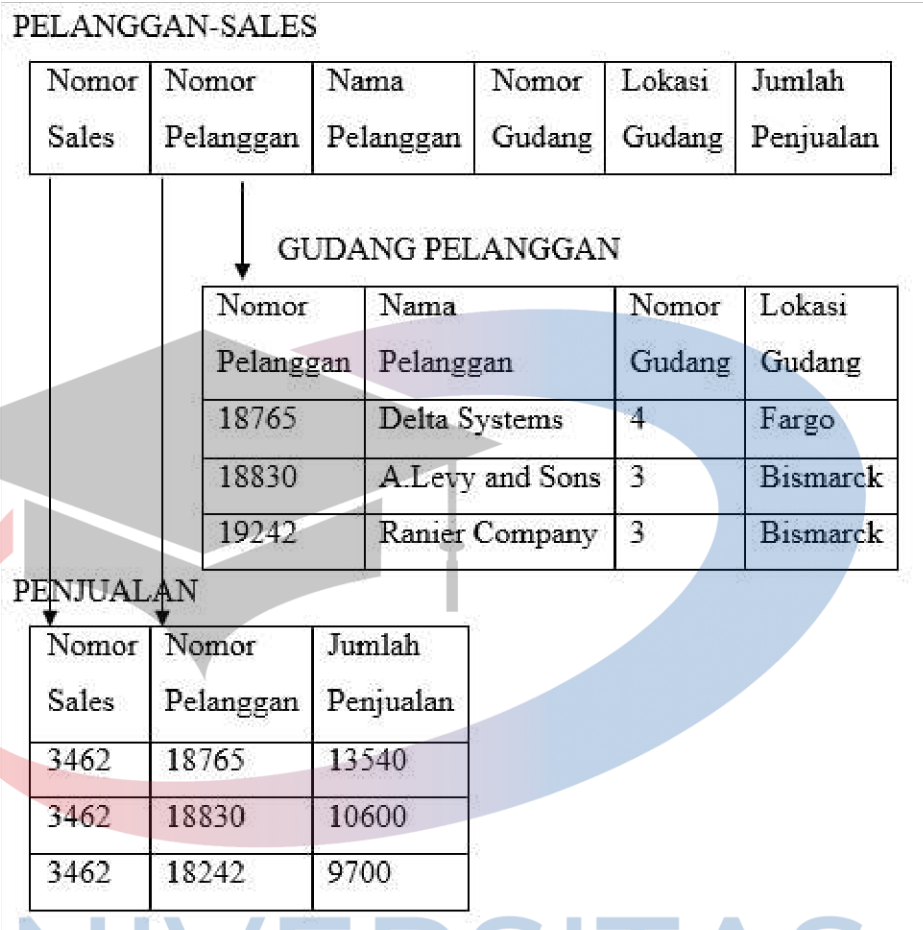 PELANGGAN-SALES
Nomor Sales Nomor Pelanggan Nama Pelanggan Nomor Gudang Lokasi Gudang Jumlah Penjualan
GUDANG PELANGGAN
Nomor Pelanggan Nama Pelanggan Nomor Gudang Lokasi Gudang
18765 Delta Systems 4 Fargo
18830 A.Levy and Sons 3 Bismarck
19242 Ranier Company 3 Bismarck
PENJUALAN
Nomor Sales Nomor Pelanggan Jumlah Penjualan
3462 18765 13540
3462 18830 10600
3462 18242 9700